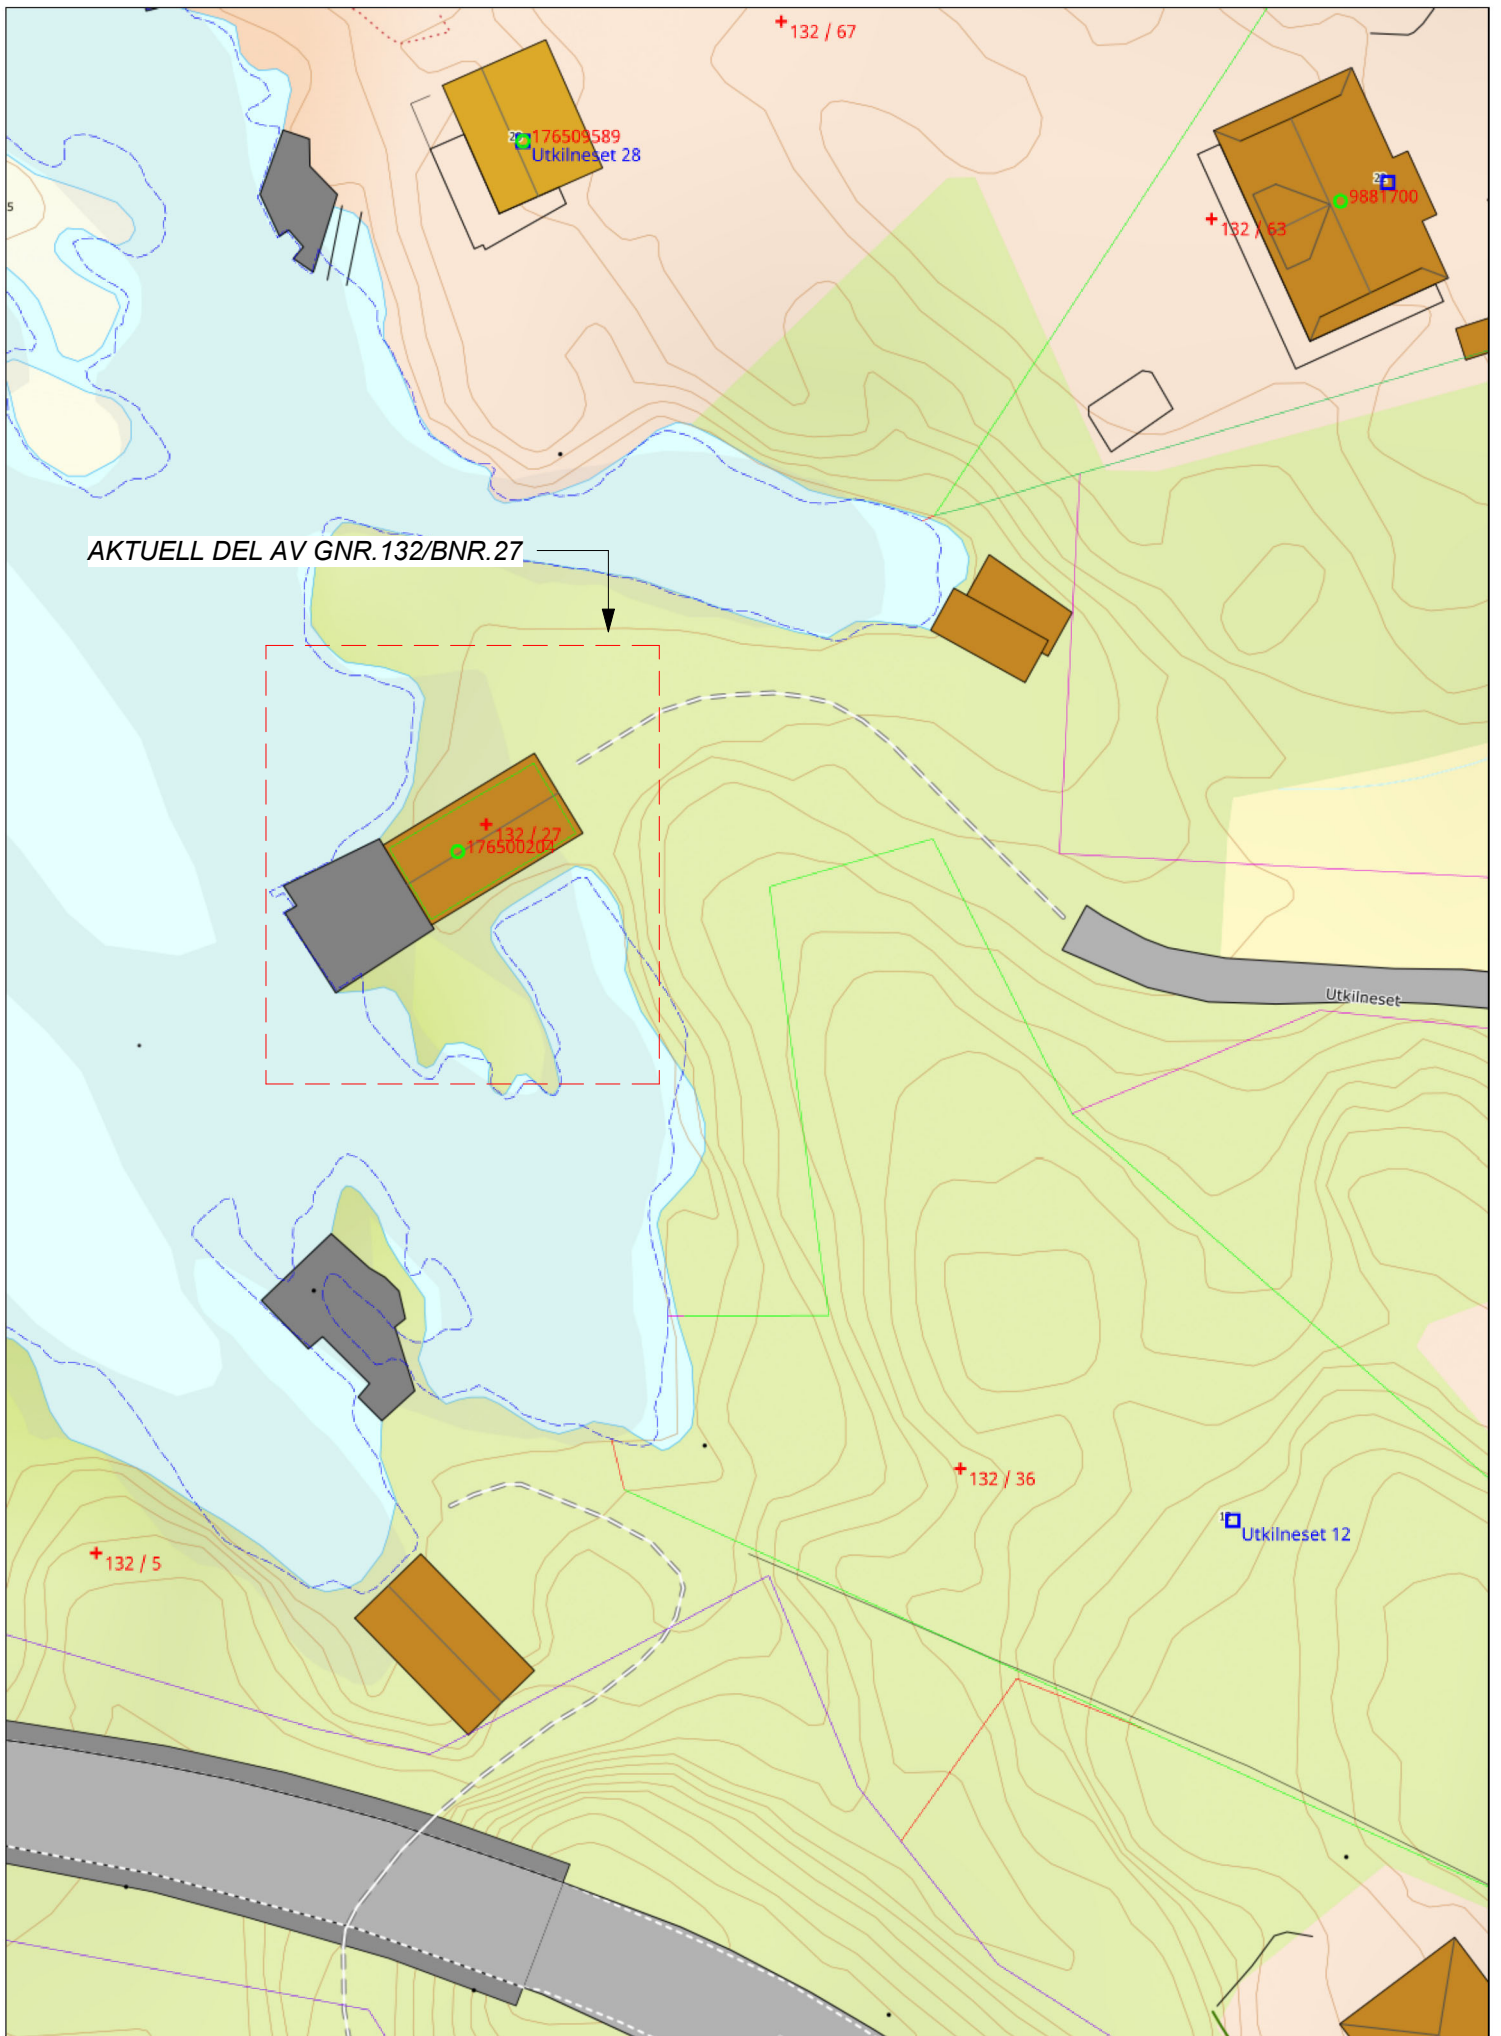 132 / 67
176509589
Utkilneset 28
9881700
5
132 / 63
AKTUELL DEL AV GNR.132/BNR.27
132 / 27
176500204
Utkilneset
132 / 36
Utkilneset 12
132 / 5